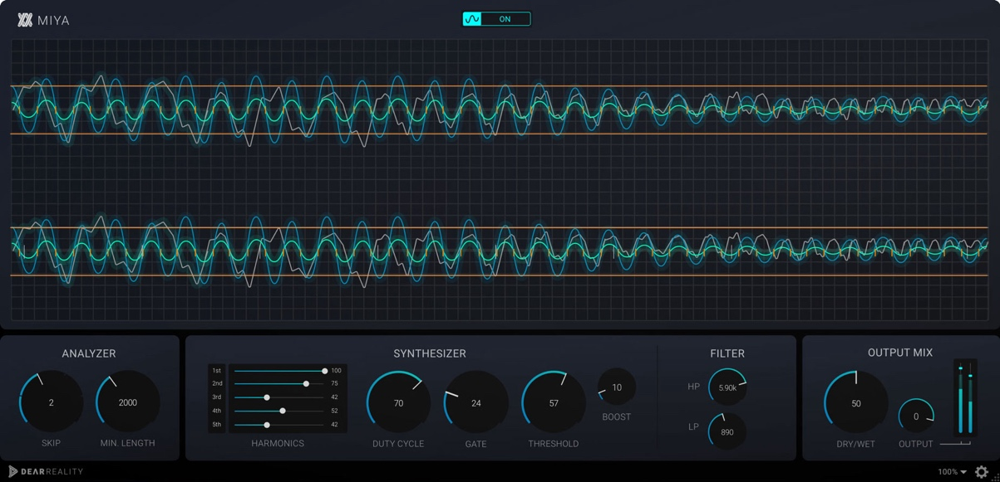 MIYA
ON
ANALYZER
2
2000
SKIP
MIN. LENGTH
SYNTHESIZER
1st 100
2nd 75
3rd 42
4th 52
5th 42
HARMONICS
70
24
57
10
DUTY CYCLE
GATE
THRESHOLD
BOOST
FILTER
HP 5.90k
LP 890
OUTPUT MIX
50
0
DRY/WET
OUTPUT
DEARREALITY
100%